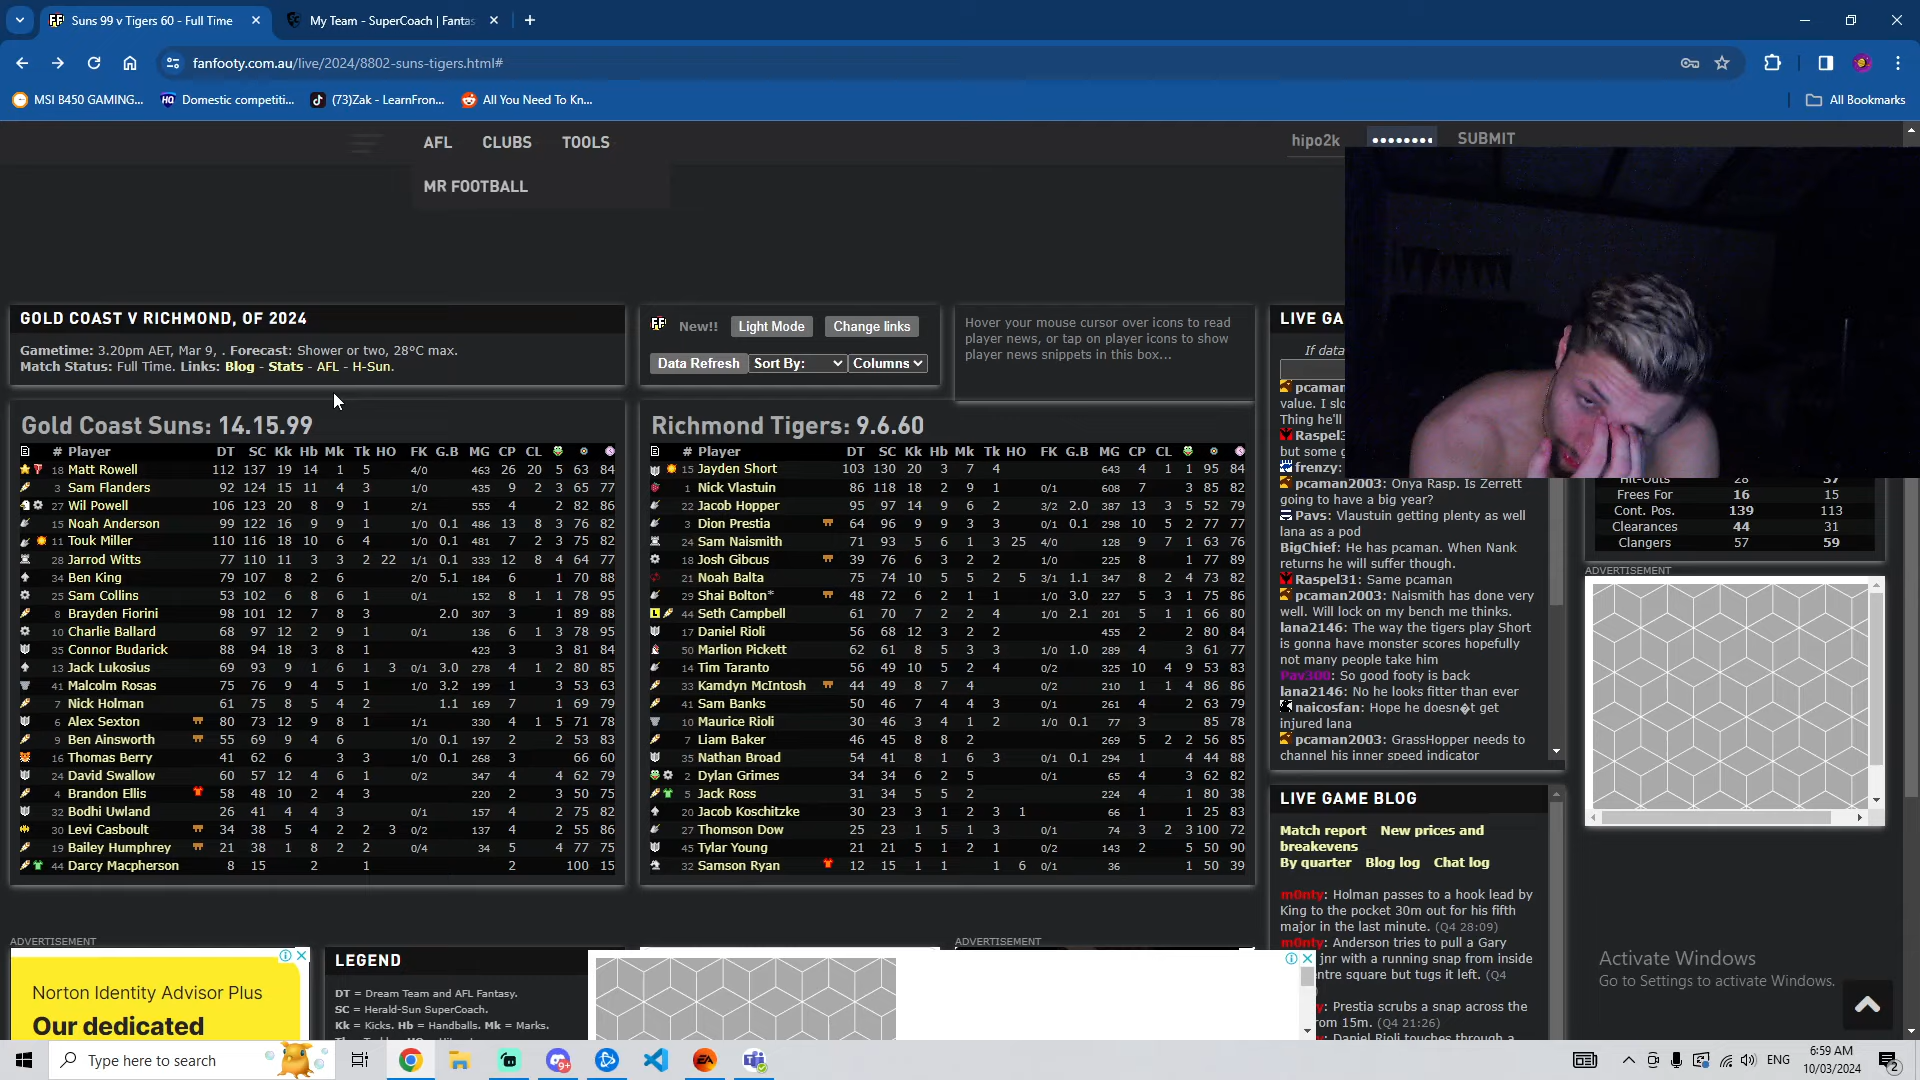 Suns 99 v Tigers 60 - Full Time
My Team - SuperCoach | Fantas
fanfooty.com.au/live/2024/8802-suns-tigers.html#
MSI B450 GAMING...
Domestic competiti...
(73)Zak - LearnFron...
All You Need To Kn...
All Bookmarks
AFL CLUBS TOOLS
hipo2k •••••••• SUBMIT
MR FOOTBALL
GOLD COAST V RICHMOND, OF 2024
Gametime: 3.20pm AET, Mar 9, . Forecast: Shower or two, 28°C max.
Match Status: Full Time. Links: Blog - Stats - AFL - H-Sun.
New!! Light Mode Change links
Data Refresh Sort By: Columns
Hover your mouse cursor over icons to read
player news, or tap on player icons to show
player news snippets in this box...
Gold Coast Suns: 14.15.99
# Player DT SC Kk Hb Mk Tk HO FK G.B MG CP CL
18 Matt Rowell 112 137 19 14 1 5 4/0 463 26 20 5 63 84
3 Sam Flanders 92 124 15 11 4 3 1/0 435 9 2 3 65 77
27 Wil Powell 106 123 20 8 9 2/1 555 4 2 82 86
15 Noah Anderson 99 122 16 9 9 1 1/0 0.1 486 13 8 3 76 82
11 Touk Miller 110 116 18 10 6 4 1/0 0.1 481 7 2 3 75 82
28 Jarrod Witts 77 110 11 3 3 2 22 1/1 0.1 333 12 8 4 64 77
34 Ben King 79 107 8 2 6 2/0 5.1 184 6 1 70 88
25 Sam Collins 53 102 6 8 6 1 0/1 152 8 1 1 78 95
8 Brayden Fiorini 98 101 12 7 8 3 2.0 307 3 1 89 88
10 Charlie Ballard 68 97 12 2 9 1 0/1 136 6 1 3 78 95
35 Connor Budarick 88 94 18 3 8 1 423 3 3 81 84
13 Jack Lukosius 69 93 9 1 6 1 3 0/1 3.0 278 4 1 2 80 85
41 Malcolm Rosas 75 76 9 4 5 1 1/0 3.2 199 1 3 53 63
7 Nick Holman 61 75 8 5 4 2 1.1 169 7 1 69 79
6 Alex Sexton 80 73 12 9 8 1 1/1 330 4 1 5 71 78
9 Ben Ainsworth 55 69 9 4 6 1/0 0.1 197 2 2 53 83
16 Thomas Berry 41 62 6 3 3 1/0 0.1 268 3 66 60
24 David Swallow 60 57 12 4 6 1 0/2 347 4 4 62 79
4 Brandon Ellis 58 48 10 2 4 3 220 2 3 50 75
32 Bodhi Uwland 26 41 4 4 3 0/1 157 4 2 75 82
30 Levi Casboult 34 38 5 4 2 2 3 0/2 137 4 2 55 86
19 Bailey Humphrey 21 38 1 8 2 2 0/4 34 5 4 77 75
44 Darcy Macpherson 8 15 2 1 2 100 15
Richmond Tigers: 9.6.60
# Player DT SC Kk Hb Mk Tk HO FK G.B MG CP CL
15 Jayden Short 103 130 20 3 7 4 643 4 1 1 95 84
1 Nick Vlastuin 86 118 18 2 9 1 0/1 608 7 3 85 82
22 Jacob Hopper 95 97 14 9 6 2 3/2 2.0 387 13 3 5 52 79
3 Dion Prestia 64 96 9 9 3 0/1 0.1 298 10 5 2 77 77
24 Sam Naismith 71 93 5 6 1 3 25 4/0 128 9 7 1 63 76
18 Josh Gibcus 39 76 6 3 2 2 1/0 225 8 1 77 89
21 Noah Balta 75 74 10 5 5 2 5 3/1 1.1 347 8 2 4 73 82
29 Shai Bolton* 48 72 6 2 1 1 1/0 3.0 227 5 3 1 75 86
44 Seth Campbell 61 70 7 2 2 4 1/0 2.1 201 5 1 1 66 80
17 Daniel Rioli 56 68 12 3 2 2 455 2 2 80 84
50 Marlion Pickett 62 61 8 5 3 3 1/0 1.0 289 4 3 61 77
14 Tim Taranto 56 49 10 5 2 4 0/2 325 10 4 9 53 83
33 Kamdyn McIntosh 44 49 8 7 4 0/2 210 1 1 4 86 86
41 Sam Banks 50 46 7 4 4 3 0/1 261 4 2 63 79
10 Maurice Rioli 30 46 3 4 1 2 1/0 0.1 77 3 85 78
7 Liam Baker 46 45 8 8 2 269 5 2 2 56 85
35 Nathan Broad 54 41 8 1 6 3 0/1 0.1 294 1 4 44 88
2 Dylan Grimes 34 34 6 2 5 0/1 65 4 3 62 82
5 Jack Ross 31 34 5 5 2 224 4 1 80 38
20 Jacob Koschitzke 30 23 3 1 2 3 1 66 1 1 25 83
27 Thomson Dow 25 23 1 5 1 3 0/1 74 3 2 3 100 72
45 Tylar Young 21 21 5 1 2 1 0/2 143 2 5 50 90
32 Samson Ryan 12 15 1 1 1 6 0/1 36 1 50 39
LIVE GA
If data
pcaman
value. I slo
Thing he'll
Raspel3
but some g
frenzy:
pcaman2003: Onya Rasp. Is Zerrett
going to have a big year?
Pavs: Vlaustuin getting plenty as well
lana as a pod
BigChief: He has pcaman. When Nank
returns he will suffer though.
Raspel31: Same pcaman
pcaman2003: Naismith has done very
well. Will lock on my bench me thinks.
lana2146: The way the tigers play Short
is gonna have monster scores hopefully
not many people take him
Pav300: So good footy is back
lana2146: No he looks fitter than ever
naicosfan: Hope he doesn�t get
injured lana
pcaman2003: GrassHopper needs to
channel his inner speed indicator
Hit-Outs 28 37
Frees For 16 15
Cont. Pos. 139 113
Clearances 44 31
Clangers 57 59
ADVERTISEMENT
LIVE GAME BLOG
Match report New prices and
breakevens
By quarter Blog log Chat log
m0nty: Holman passes to a hook lead by
King to the pocket 30m out for his fifth
major in the last minute. (Q4 28:09)
m0nty: Anderson tries to pull a Gary
jnr with a running snap from inside
ntre square but tugs it left. (Q4
y: Prestia scrubs a snap across the
rom 15m. (Q4 21:26)
y: Daniel Rioli touches through a
ADVERTISEMENT
Norton Identity Advisor Plus
Our dedicated
LEGEND
DT = Dream Team and AFL Fantasy.
SC = Herald-Sun SuperCoach.
Kk = Kicks. Hb = Handballs. Mk = Marks.
ADVERTISEMENT
Activate Windows
Go to Settings to activate Windows.
Type here to search
9+
ENG
6:59 AM
10/03/2024
2